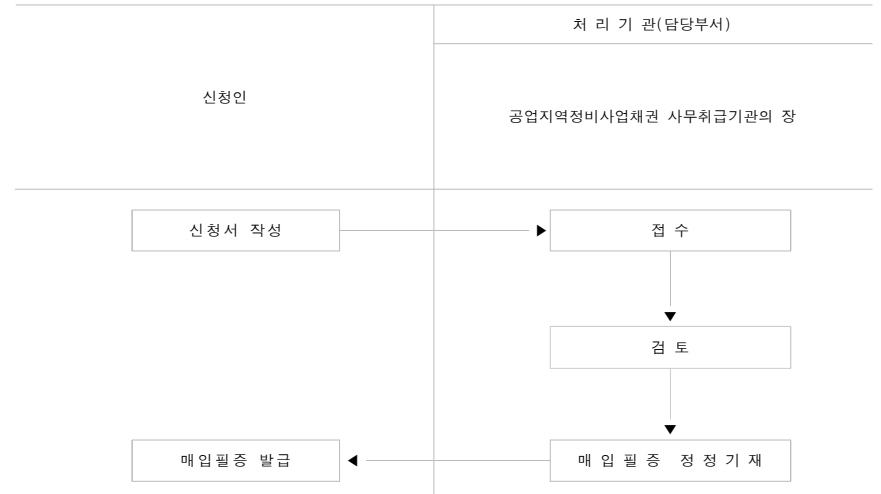 처 리 기 관(담당부서)
신청인
공업지역정비사업채권 사무취급기관의 장
신청서 작성
접 수
검 토
매입필증 발급
매 입 필 증 정 정 기 재